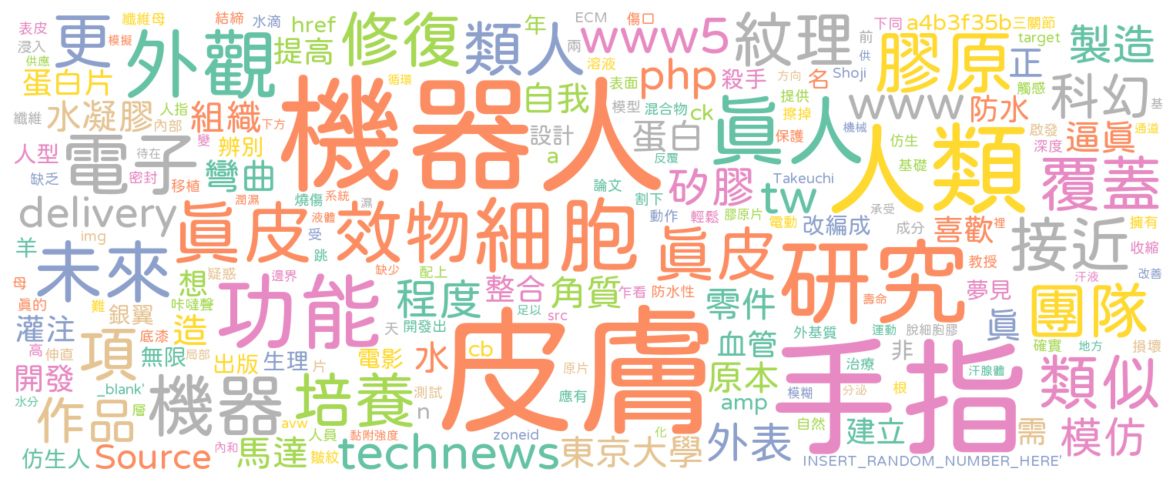 機器人
皮膚
手指
人類
研究
細胞
功能
外觀
真皮
效物
真人
未來
電子
機器
修復
類人
www5
紋理
膠原
科幻
覆蓋
接近
團隊
類似
模仿
培養
作品
項
更
製造
正
php
tw
www
delivery
technews
Source
東京大學
外表
建立
需
馬達
仿生人
開發
無限
出版
生理
電影
水
血管
原本
amp
零件
角質
整合
程度
真皮
喜歡
夢見
真
非
改編成
矽膠
蛋白
設計
自我
組織
辨別
彎曲
水凝膠
蛋白片
提高
href
年
名
殺手
防水
逼真
a4b3f35b
ck
a
n
cb
造
想
羊
灌注
銀翼
人型
移植
密封
缺乏
待在
纖維
纖維母
結締
水滴
表皮
浸入
供應
模擬
循環
人指
內部
下方
變
ECM
傷口
兩
溶液
表面
模型
混合物
提供
擦掉
保護
方向
Shoji
觸感
供
前
下同
三關節
target
機械
仿生
基礎
啟發
深度
通道
基
Takeuchi
論文
割下
反覆
燒傷
系統
濕
潤濕
液體
受
跳
動作
輕鬆
膠原片
電動
承受
成分
擁有
教授
裡
收縮
汗液
改善
壽命
img
疑惑
邊界
缺少
配上
乍看
防水性
母
真的
難
咔噠聲
底漆
天
開發出
足以
src
外基質
運動
脫細胞膠
確實
地方
損壞
高
伸直
局部
片
原片
測試
應有
治療
汗腺體
模糊
分泌
根
自然
_blank'
水分
層
avw
人員
皺紋
內和
黏附強度
zoneid
化
INSERT_RANDOM_NUMBER_HERE'